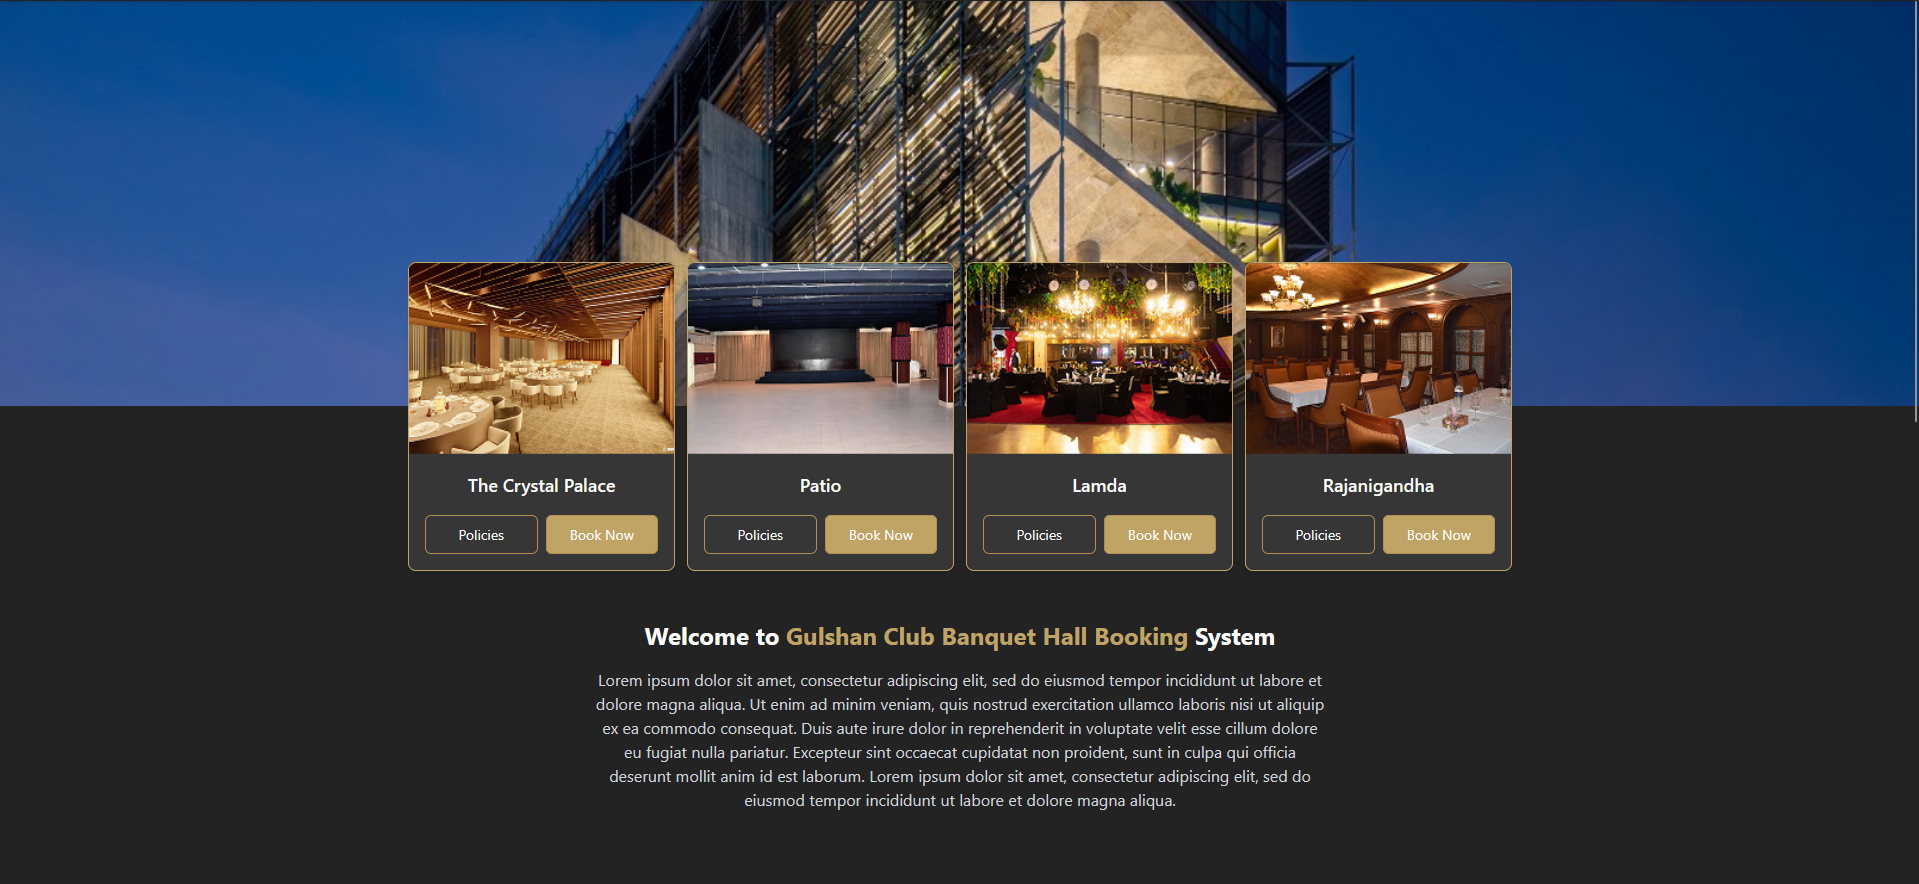 The Crystal Palace
Policies
Book Now
Patio
Policies
Book Now
Lamda
Policies
Book Now
Rajanigandha
Policies
Book Now
Welcome to Gulshan Club Banquet Hall Booking System
Lorem ipsum dolor sit amet, consectetur adipiscing elit, sed do eiusmod tempor incididunt ut labore et
dolore magna aliqua. Ut enim ad minim veniam, quis nostrud exercitation ullamco laboris nisi ut aliquip
ex ea commodo consequat. Duis aute irure dolor in reprehenderit in voluptate velit esse cillum dolore
eu fugiat nulla pariatur. Excepteur sint occaecat cupidatat non proident, sunt in culpa qui officia
deserunt mollit anim id est laborum. Lorem ipsum dolor sit amet, consectetur adipiscing elit, sed do
eiusmod tempor incididunt ut labore et dolore magna aliqua.